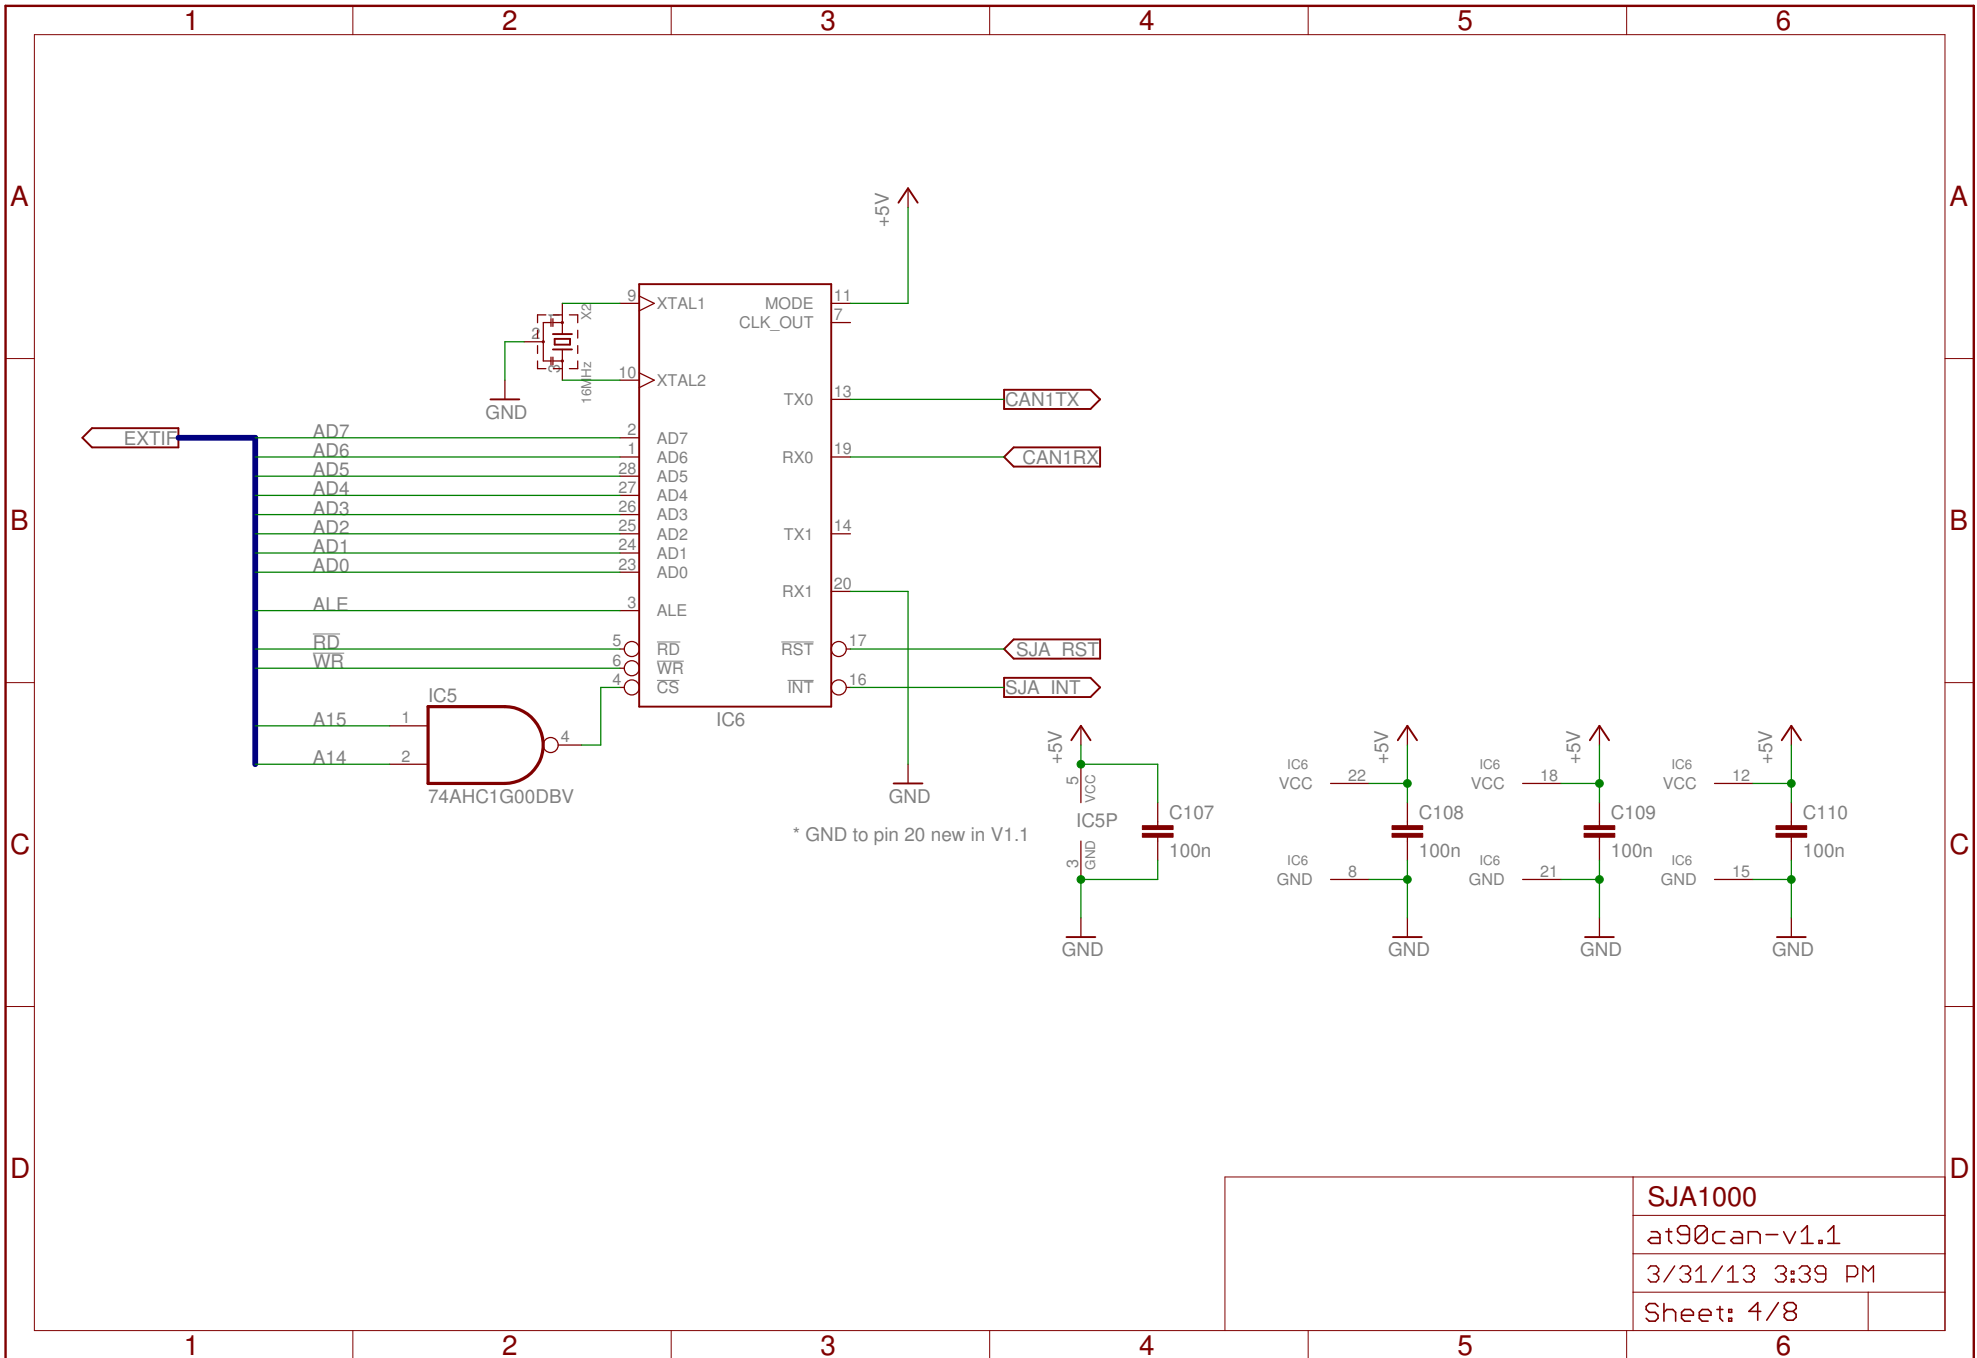 1 2 3 4 5 6
A A
+5V
9 XTAL1 MODE 11
CLK_OUT 7
X2
1
2
3
16MHz
10 XTAL2
GND
TX0 13 CAN1TX
EXTIF
AD7 2 AD7
AD6 1 AD6 RX0 19 CAN1RX
AD5 28 AD5
AD4 27 AD4
AD3 26 AD3
AD2 25 AD2 TX1 14
AD1 24 AD1
AD0 23 AD0
B B
RX1 20
ALE 3 ALE
RD 5 RD RST 17 SJA_RST
WR 6 WR
4 CS INT 16 SJA_INT
IC6
IC5
A15 1
4
A14 2
74AHC1G00DBV
GND
* GND to pin 20 new in V1.1
+5V
5 VCC
IC5P
3 GND
C107
100n
GND
+5V
IC6
VCC 22
C108
100n
IC6
GND 8
GND
+5V
IC6
VCC 18
C109
100n
IC6
GND 21
GND
+5V
IC6
VCC 12
C110
100n
IC6
GND 15
GND
C C
D D
SJA1000
at90can-v1.1
3/31/13 3:39 PM
Sheet: 4/8
1 2 3 4 5 6